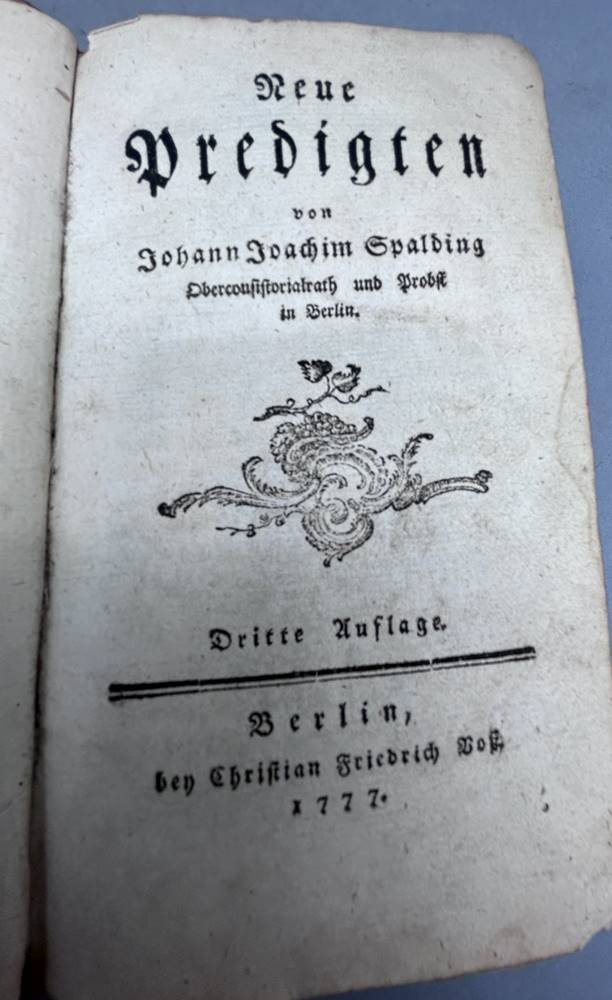 Neue
Predigten
von
Johann Joachim Spalding
Oberconsistorialrath und Probst
in Berlin.
Dritte Auflage.
Berlin,
bey Christian Friedrich Voß,
1777.